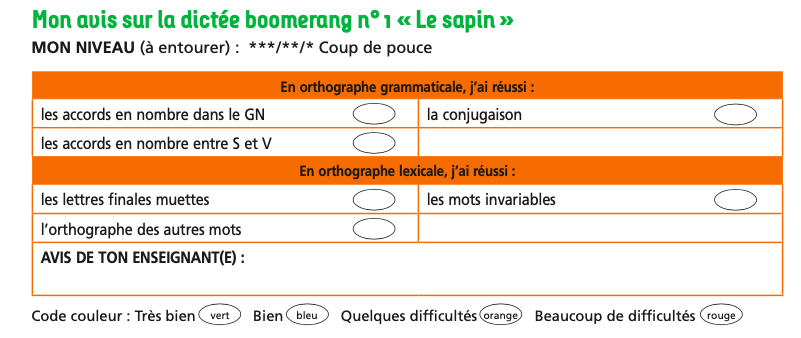 Mon avis sur la dictée boomerang n° 1 « Le sapin »
MON NIVEAU (à entourer) : ***/**/* Coup de pouce
En orthographe grammaticale, j'ai réussi :
les accords en nombre dans le GN la conjugaison
les accords en nombre entre S et V
En orthographe lexicale, j'ai réussi :
les lettres finales muettes les mots invariables
l'orthographe des autres mots
AVIS DE TON ENSEIGNANT(E) :
Code couleur : Très bien vert Bien bleu Quelques difficultés orange Beaucoup de difficultés rouge